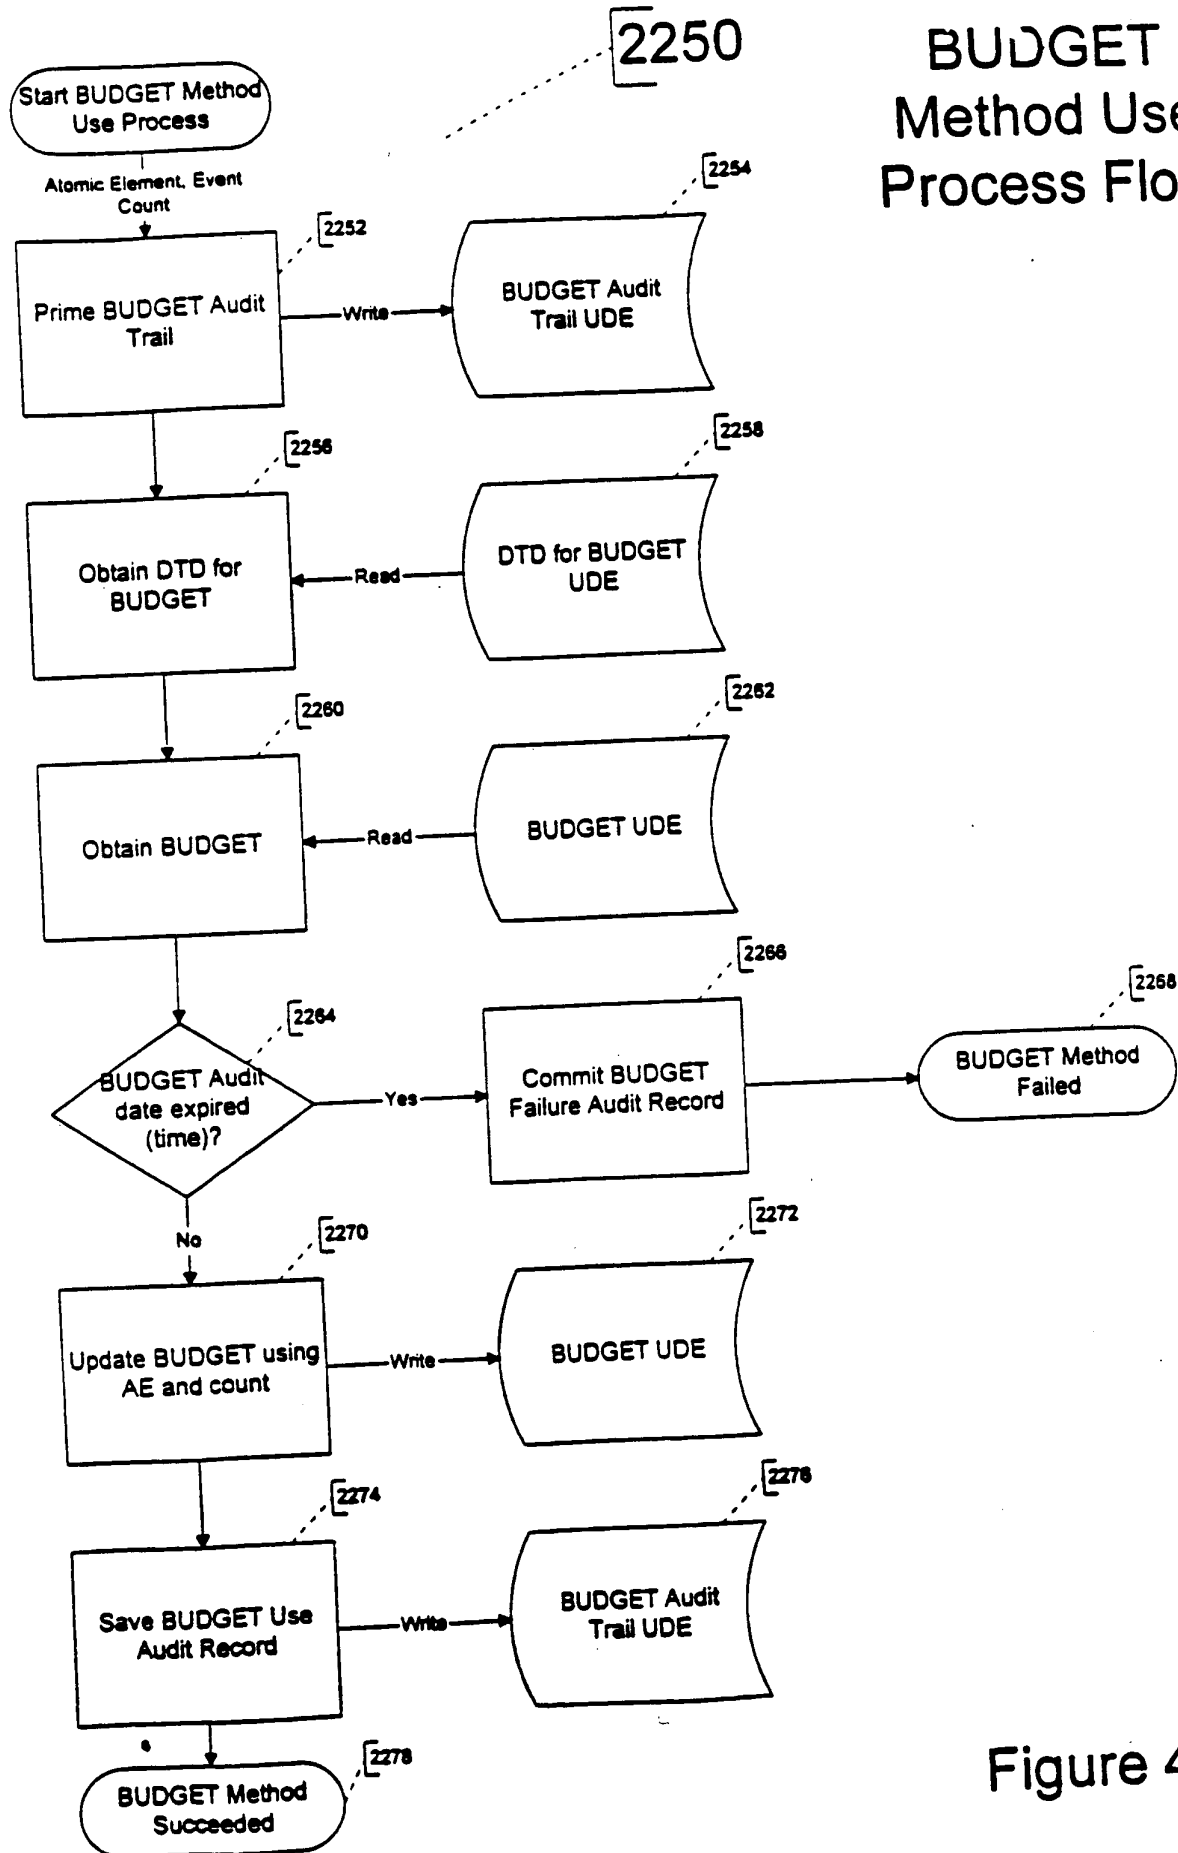 2250
BUDGET
Method Use
Process Flo
Start BUDGET Method
Use Process
Atomic Element, Event
Count
2252
2254
Prime BUDGET Audit
Trail
Write
BUDGET Audit
Trail UDE
2256
2258
Obtain DTD for
BUDGET
Read
DTD for BUDGET
UDE
2260
2262
Obtain BUDGET
Read
BUDGET UDE
2264
2266
2268
BUDGET Audit
date expired
(time)?
Yes
Commit BUDGET
Failure Audit Record
BUDGET Method
Failed
No
2270
2272
Update BUDGET using
AE and count
Write
BUDGET UDE
2274
2276
Save BUDGET Use
Audit Record
Write
BUDGET Audit
Trail UDE
2278
BUDGET Method
Succeeded
Figure 4